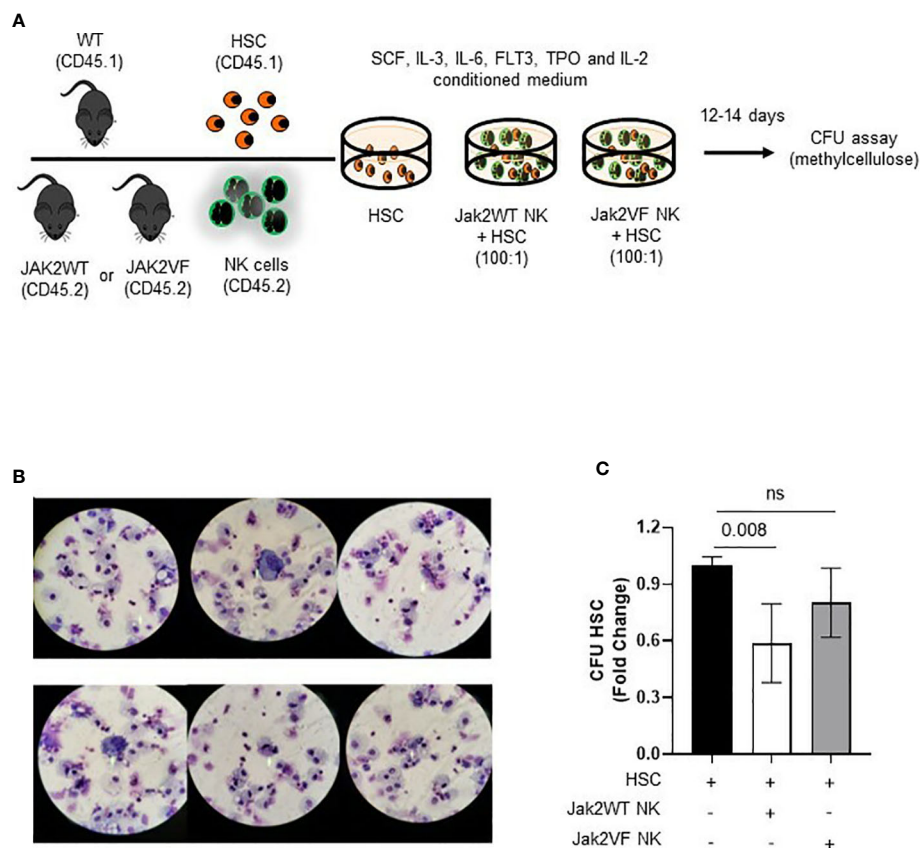 A
WT
(CD45.1)
HSC
(CD45.1)
SCF, IL-3, IL-6, FLT3, TPO and IL-2
conditioned medium
12-14 days
CFU assay
(methylcellulose)
HSC
Jak2WT NK
+ HSC
(100:1)
Jak2VF NK
+ HSC
(100:1)
JAK2WT
(CD45.2)
or
JAK2VF
(CD45.2)
NK cells
(CD45.2)
B
C
ns
0.008
1.2
0.9
0.6
0.3
0.0
CFU HSC
(Fold Change)
HSC + + +
Jak2WT NK - + -
Jak2VF NK - - +